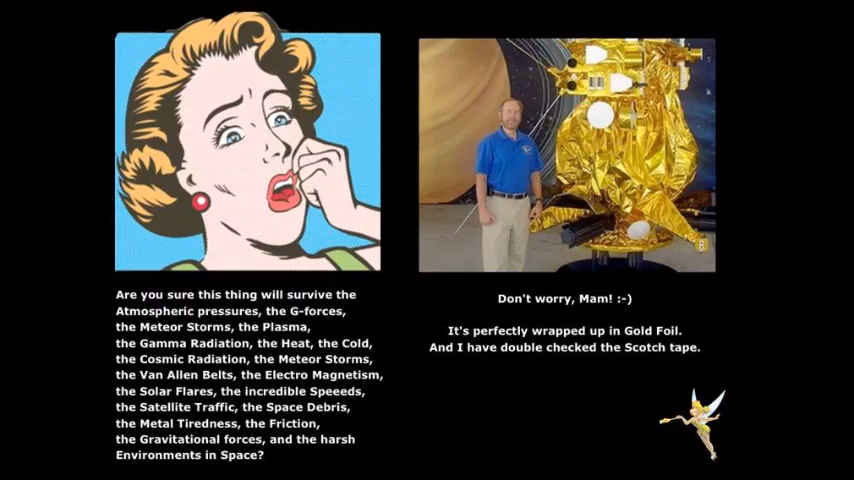 Are you sure this thing will survive the
Atmospheric pressures, the G-forces,
the Meteor Storms, the Plasma,
the Gamma Radiation, the Heat, the Cold,
the Cosmic Radiation, the Meteor Storms,
the Van Allen Belts, the Electro Magnetism,
the Solar Flares, the incredible Speeeds,
the Satellite Traffic, the Space Debris,
the Metal Tiredness, the Friction,
the Gravitational forces, and the harsh
Environments in Space?
Don't worry, Mam! :-)
It's perfectly wrapped up in Gold Foil.
And I have double checked the Scotch tape.